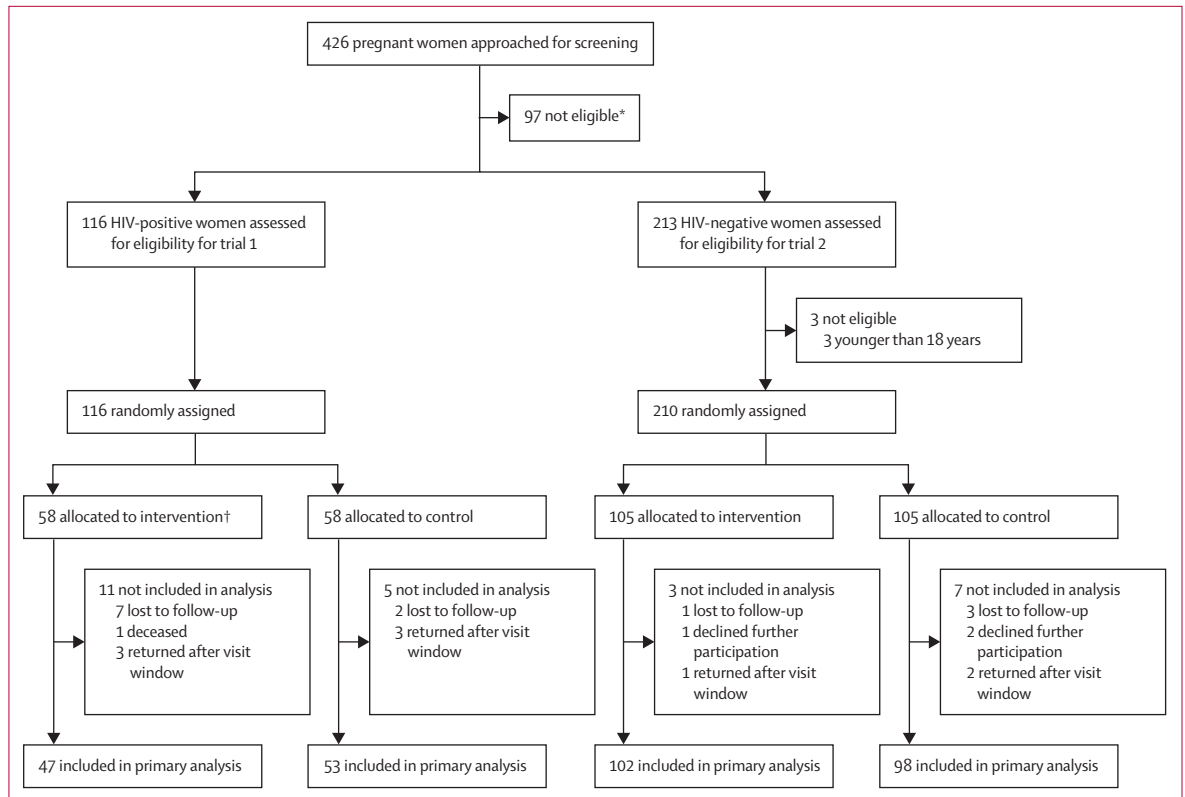 426 pregnant women approached for screening
97 not eligible*
116 HIV-positive women assessed
for eligibility for trial 1
213 HIV-negative women assessed
for eligibility for trial 2
3 not eligible
3 younger than 18 years
116 randomly assigned
210 randomly assigned
58 allocated to intervention†
58 allocated to control
105 allocated to intervention
105 allocated to control
11 not included in analysis
7 lost to follow-up
1 deceased
3 returned after visit
window
5 not included in analysis
2 lost to follow-up
3 returned after visit
window
3 not included in analysis
1 lost to follow-up
1 declined further
participation
1 returned after visit
window
7 not included in analysis
3 lost to follow-up
2 declined further
participation
2 returned after visit
window
47 included in primary analysis
53 included in primary analysis
102 included in primary analysis
98 included in primary analysis